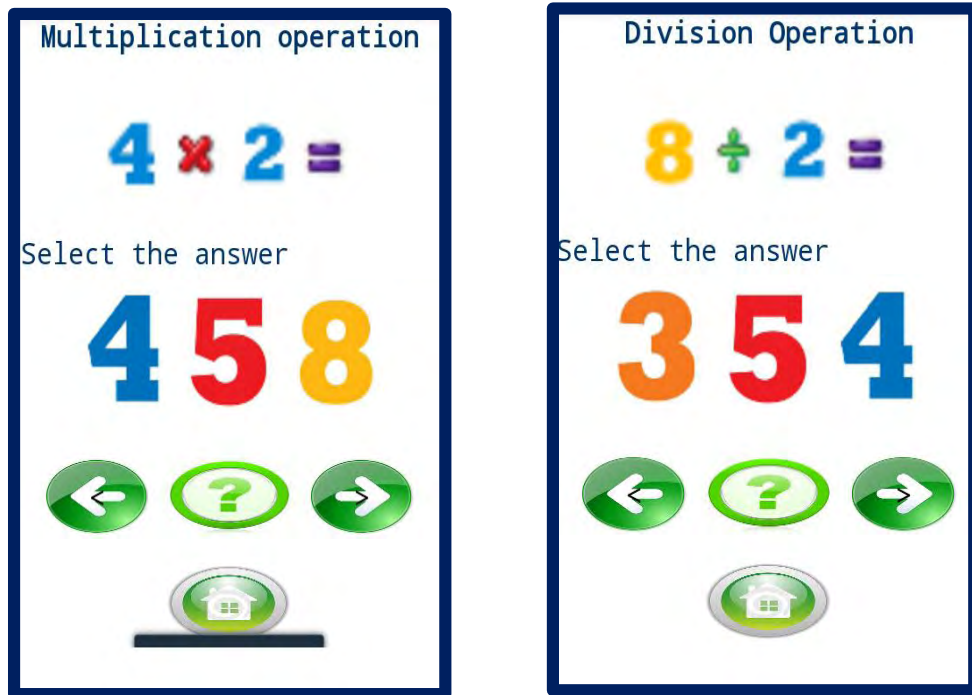 Multiplication operation
4 × 2 =
Select the answer
4 5 8
?
Division Operation
8 ÷ 2 =
Select the answer
3 5 4
?